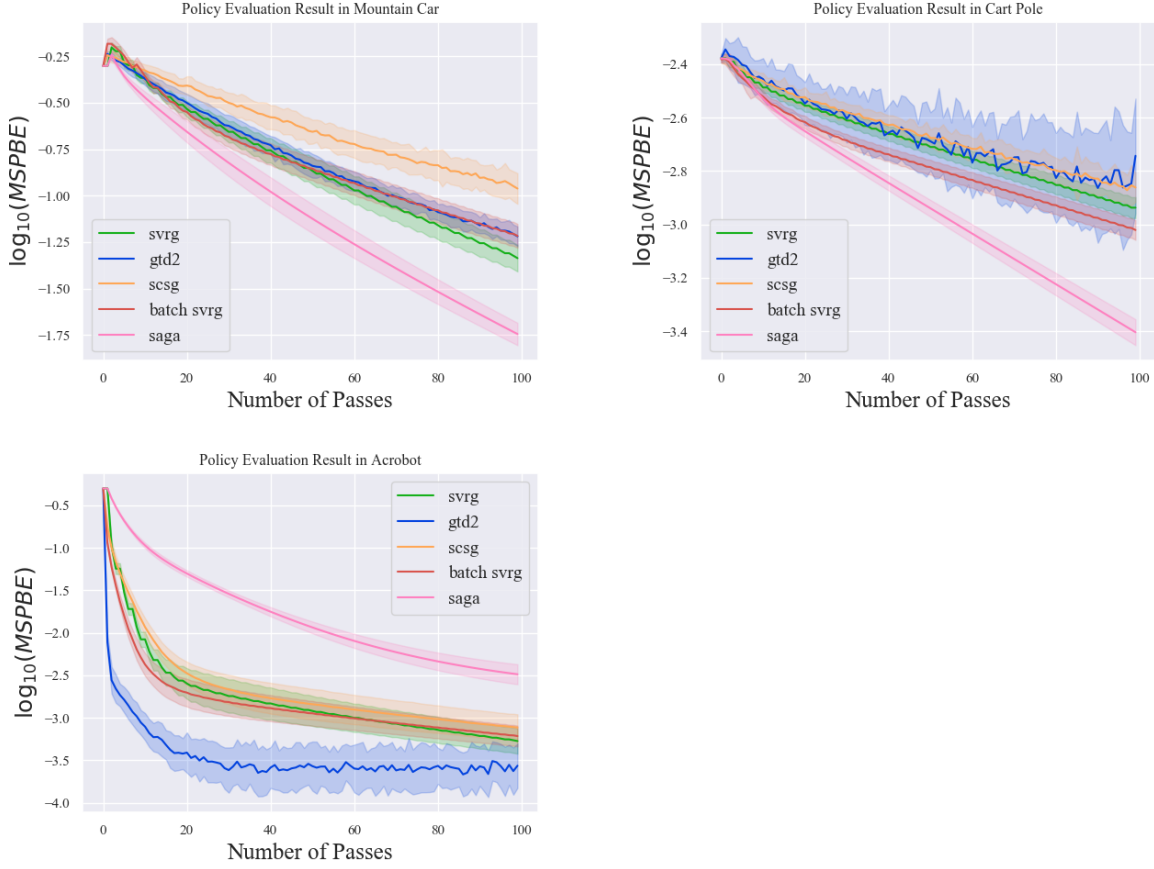 Policy Evaluation Result in Mountain Car
log10(MSPBE)
−0.25
−0.50
−0.75
−1.00
−1.25
−1.50
−1.75
svrg
gtd2
scsg
batch svrg
saga
0 20 40 60 80 100
Number of Passes
Policy Evaluation Result in Cart Pole
log10(MSPBE)
−2.4
−2.6
−2.8
−3.0
−3.2
−3.4
svrg
gtd2
scsg
batch svrg
saga
0 20 40 60 80 100
Number of Passes
Policy Evaluation Result in Acrobot
log10(MSPBE)
−0.5
−1.0
−1.5
−2.0
−2.5
−3.0
−3.5
−4.0
svrg
gtd2
scsg
batch svrg
saga
0 20 40 60 80 100
Number of Passes